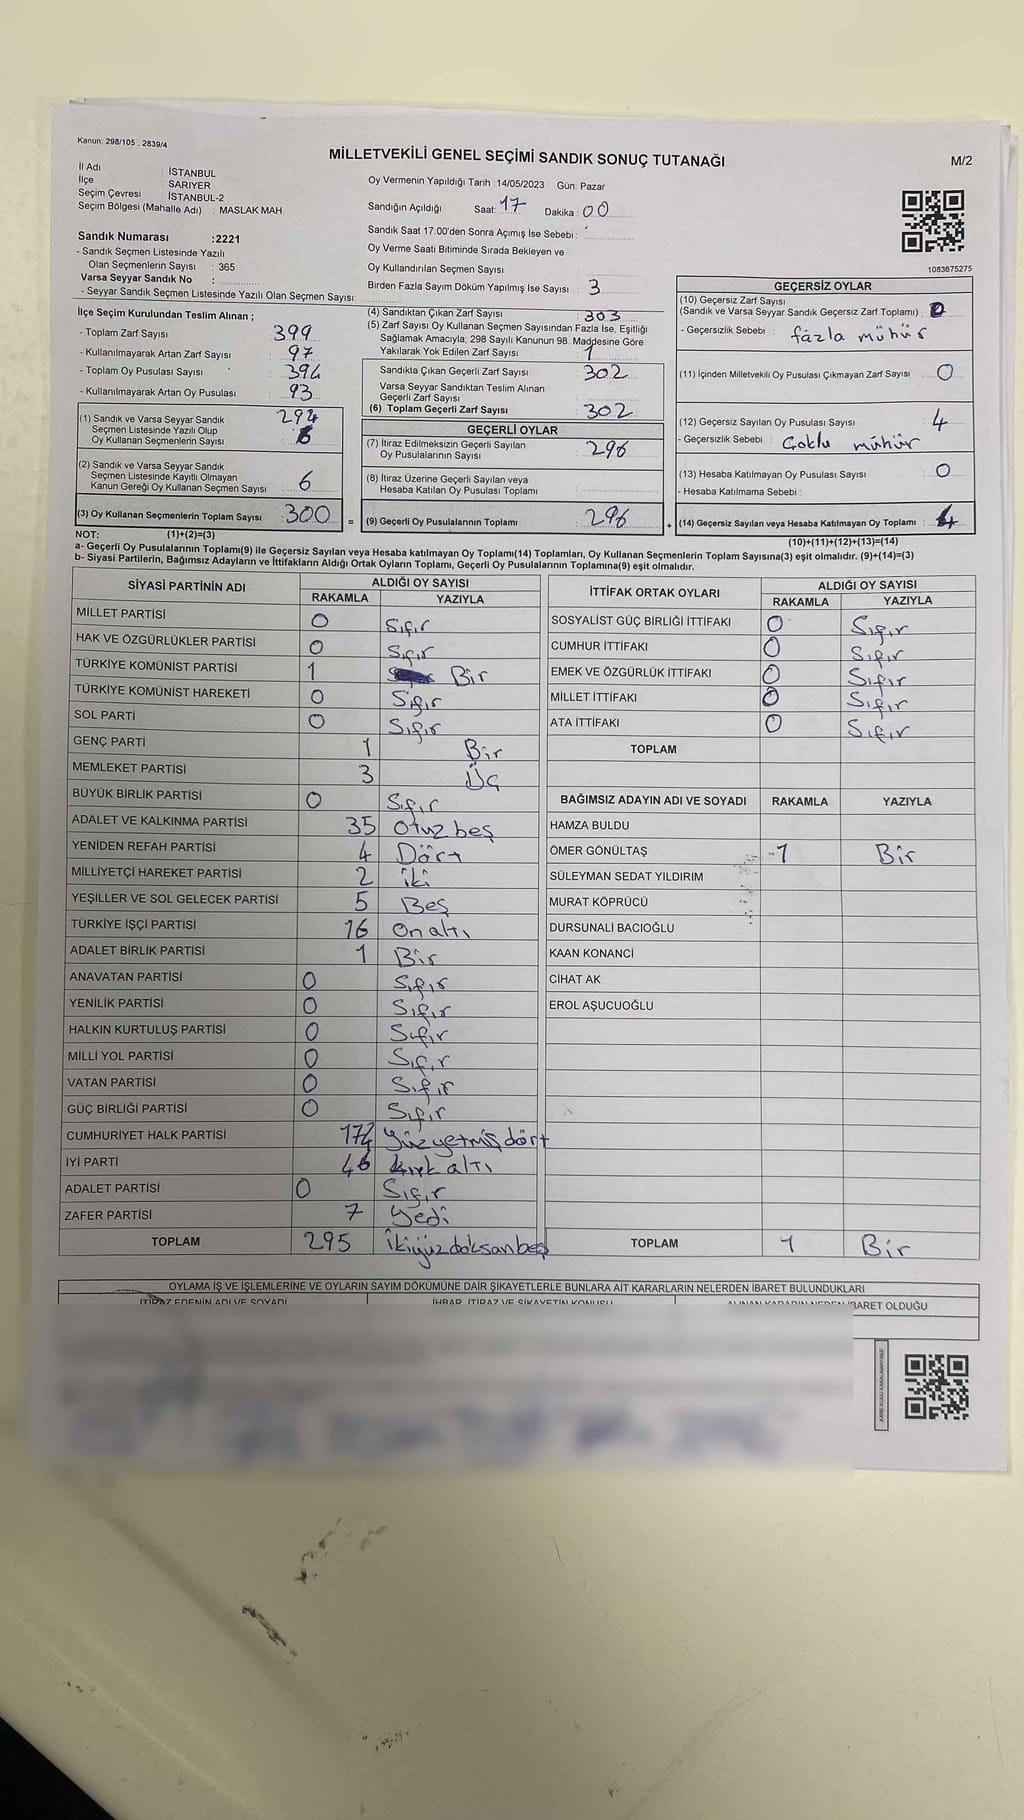 Kanun: 298/105 , 2839/4
MİLLETVEKİLİ GENEL SEÇİMİ SANDIK SONUÇ TUTANAĞI
M/2
İl Adı : İSTANBUL
İlçe : SARIYER
Seçim Çevresi : İSTANBUL-2
Seçim Bölgesi (Mahalle Adı) : MASLAK MAH.
Oy Vermenin Yapıldığı Tarih :14/05/2023 Gün: Pazar
Sandığın Açıldığı Saat: 17 Dakika : 00
Sandık Saat 17:00'den Sonra Açımış İse Sebebi :
Oy Verme Saati Bitiminde Sırada Bekleyen ve
Oy Kullandırılan Seçmen Sayısı
Birden Fazla Sayım Döküm Yapılmış İse Sayısı : 3
Sandık Numarası :2221
- Sandık Seçmen Listesinde Yazılı
Olan Seçmenlerin Sayısı : 365
Varsa Seyyar Sandık No :
- Seyyar Sandık Seçmen Listesinde Yazılı Olan Seçmen Sayısı:
1083675275
İlçe Seçim Kurulundan Teslim Alınan ;
- Toplam Zarf Sayısı 399
- Kullanılmayarak Artan Zarf Sayısı : 97
- Toplam Oy Pusulası Sayısı : 394
- Kullanılmayarak Artan Oy Pusulası : 93
(1) Sandık ve Varsa Seyyar Sandık 294
Seçmen Listesinde Yazılı Olup
Oy Kullanan Seçmenlerin Sayısı :
(2) Sandık ve Varsa Seyyar Sandık
Seçmen Listesinde Kayıtlı Olmayan
Kanun Gereği Oy Kullanan Seçmen Sayısı : 6
(3) Oy Kullanan Seçmenlerin Toplam Sayısı : 300
(4) Sandıktan Çıkan Zarf Sayısı : 303
(5) Zarf Sayısı Oy Kullanan Seçmen Sayısından Fazla İse, Eşitliği
Sağlamak Amacıyla, 298 Sayılı Kanunun 98. Maddesine Göre
Yakılarak Yok Edilen Zarf Sayısı : 1
Sandıkta Çıkan Geçerli Zarf Sayısı : 302
Varsa Seyyar Sandıktan Teslim Alınan
Geçerli Zarf Sayısı
(6) Toplam Geçerli Zarf Sayısı : 302
GEÇERLİ OYLAR
(7) İtiraz Edilmeksizin Geçerli Sayılan
Oy Pusulalarının Sayısı : 296
(8) İtiraz Üzerine Geçerli Sayılan veya
Hesaba Katılan Oy Pusulası Toplamı
= (9) Geçerli Oy Pusulalarının Toplamı : 296
GEÇERSİZ OYLAR
(10) Geçersiz Zarf Sayısı
(Sandık ve Varsa Seyyar Sandık Geçersiz Zarf Toplamı) :
- Geçersizlik Sebebi : fazla mühür
(11) İçinden Milletvekili Oy Pusulası Çıkmayan Zarf Sayısı : 0
(12) Geçersiz Sayılan Oy Pusulası Sayısı : 4
- Geçersizlik Sebebi : Çoklu mühür
(13) Hesaba Katılmayan Oy Pusulası Sayısı : 0
- Hesaba Katılmama Sebebi :
+ (14) Geçersiz Sayılan veya Hesaba Katılmayan Oy Toplamı : 4
NOT: (1)+(2)=(3)
(10)+(11)+(12)+(13)=(14)
a- Geçerli Oy Pusulalarının Toplamı(9) ile Geçersiz Sayılan veya Hesaba katılmayan Oy Toplamı(14) Toplamları, Oy Kullanan Seçmenlerin Toplam Sayısına(3) eşit olmalıdır. (9)+(14)=(3)
b- Siyasi Partilerin, Bağımsız Adayların ve İttifakların Aldığı Ortak Oyların Toplamı, Geçerli Oy Pusulalarının Toplamına(9) eşit olmalıdır.
SİYASİ PARTİNİN ADI ALDIĞI OY SAYISI
RAKAMLA YAZIYLA
MİLLET PARTİSİ 0 Sıfır
HAK VE ÖZGÜRLÜKLER PARTİSİ 0 Sıfır
TÜRKİYE KOMÜNİST PARTİSİ 1 Bir
TÜRKİYE KOMÜNİST HAREKETİ 0 Sıfır
SOL PARTİ 0 Sıfır
GENÇ PARTİ 1 Bir
MEMLEKET PARTİSİ 3 Üç
BÜYÜK BİRLİK PARTİSİ 0 Sıfır
ADALET VE KALKINMA PARTİSİ 35 Otuz beş
YENİDEN REFAH PARTİSİ 4 Dört
MİLLİYETÇİ HAREKET PARTİSİ 2 iki
YEŞİLLER VE SOL GELECEK PARTİSİ 5 Beş
TÜRKİYE İŞÇİ PARTİSİ 16 On altı
ADALET BİRLİK PARTİSİ 1 Bir
ANAVATAN PARTİSİ 0 Sıfır
YENİLİK PARTİSİ 0 Sıfır
HALKIN KURTULUŞ PARTİSİ 0 Sıfır
MİLLİ YOL PARTİSİ 0 Sıfır
VATAN PARTİSİ 0 Sıfır
GÜÇ BİRLİĞİ PARTİSİ 0 Sıfır
CUMHURİYET HALK PARTİSİ 174 yüz yetmiş dört
İYİ PARTİ 46 kırk altı
ADALET PARTİSİ 0 Sıfır
ZAFER PARTİSİ 7 yedi
TOPLAM 295 ikiyüz doksan beş
İTTİFAK ORTAK OYLARI ALDIĞI OY SAYISI
RAKAMLA YAZIYLA
SOSYALİST GÜÇ BİRLİĞİ İTTİFAKI 0 Sıfır
CUMHUR İTTİFAKI 0 Sıfır
EMEK VE ÖZGÜRLÜK İTTİFAKI 0 Sıfır
MİLLET İTTİFAKI 0 Sıfır
ATA İTTİFAKI 0 Sıfır
TOPLAM
BAĞIMSIZ ADAYIN ADI VE SOYADI RAKAMLA YAZIYLA
HAMZA BULDU
ÖMER GÖNÜLTAŞ 1 Bir
SÜLEYMAN SEDAT YILDIRIM
MURAT KÖPRÜCÜ
DURSUNALİ BACIOĞLU
KAAN KONANCİ
CİHAT AK
EROL AŞUCUOĞLU
TOPLAM 1 Bir
OYLAMA İŞ VE İŞLEMLERİNE VE OYLARIN SAYIM DÖKÜMÜNE DAİR ŞİKAYETLERLE BUNLARA AİT KARARLARIN NELERDEN İBARET BULUNDUKLARI
İTİRAZ EDENİN ADI VE SOYADI İHBAR, İTİRAZ VE ŞİKAYETİN KONUSU ALINAN KARARIN NEDEN İBARET OLDUĞU